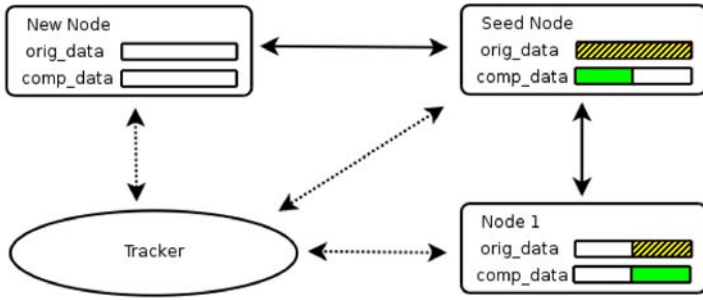 New Node
orig_data
comp_data
Seed Node
orig_data
comp_data
Tracker
Node 1
orig_data
comp_data